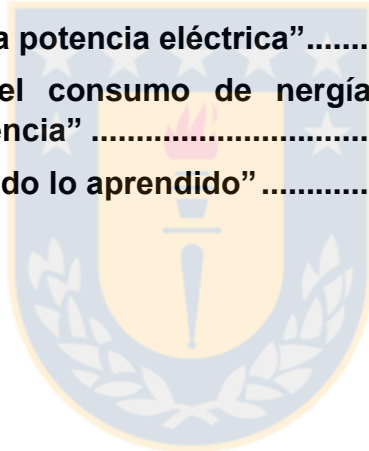 a potencia eléctrica”.......
el consumo de nergía
encia” ................................
do lo aprendido”............